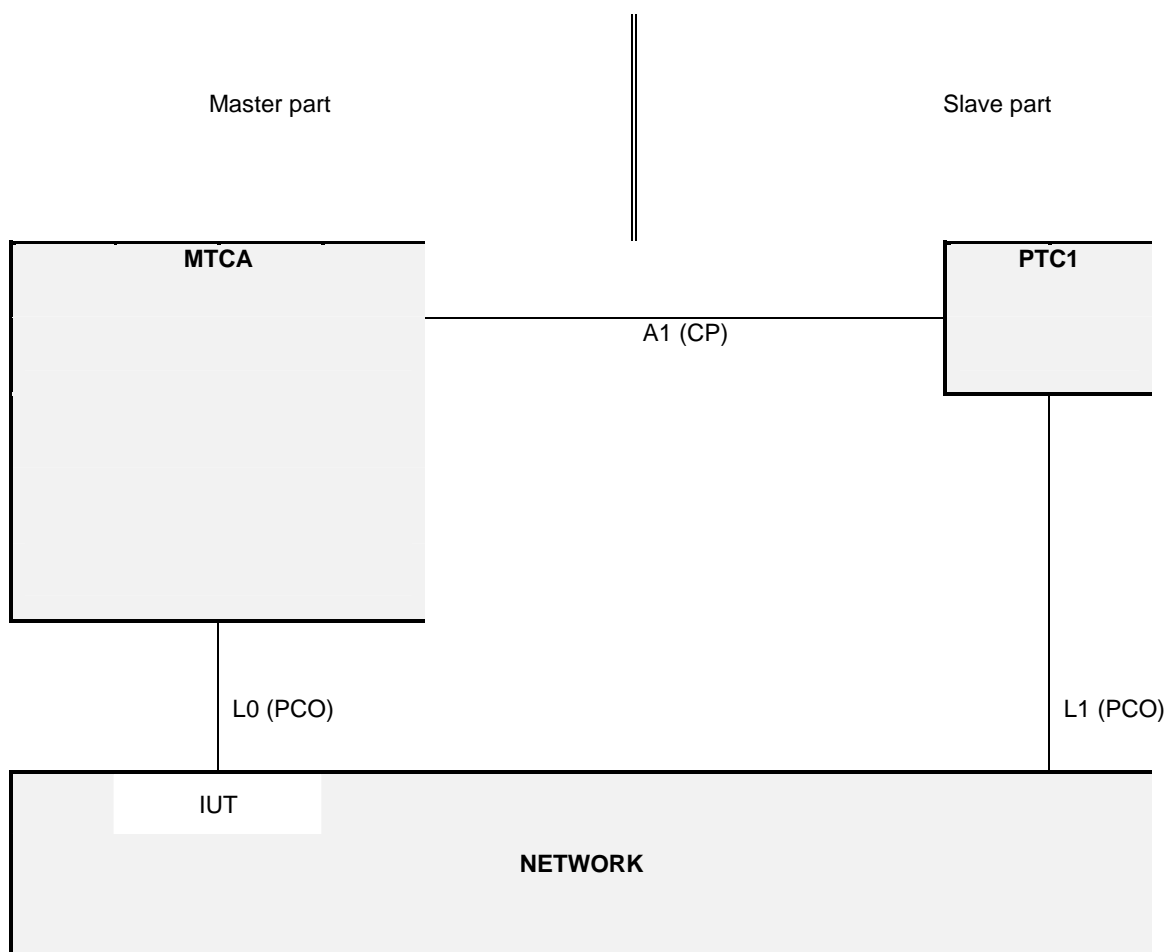 Master part
Slave part
MTCA
PTC1
A1 (CP)
L0 (PCO)
L1 (PCO)
IUT
NETWORK